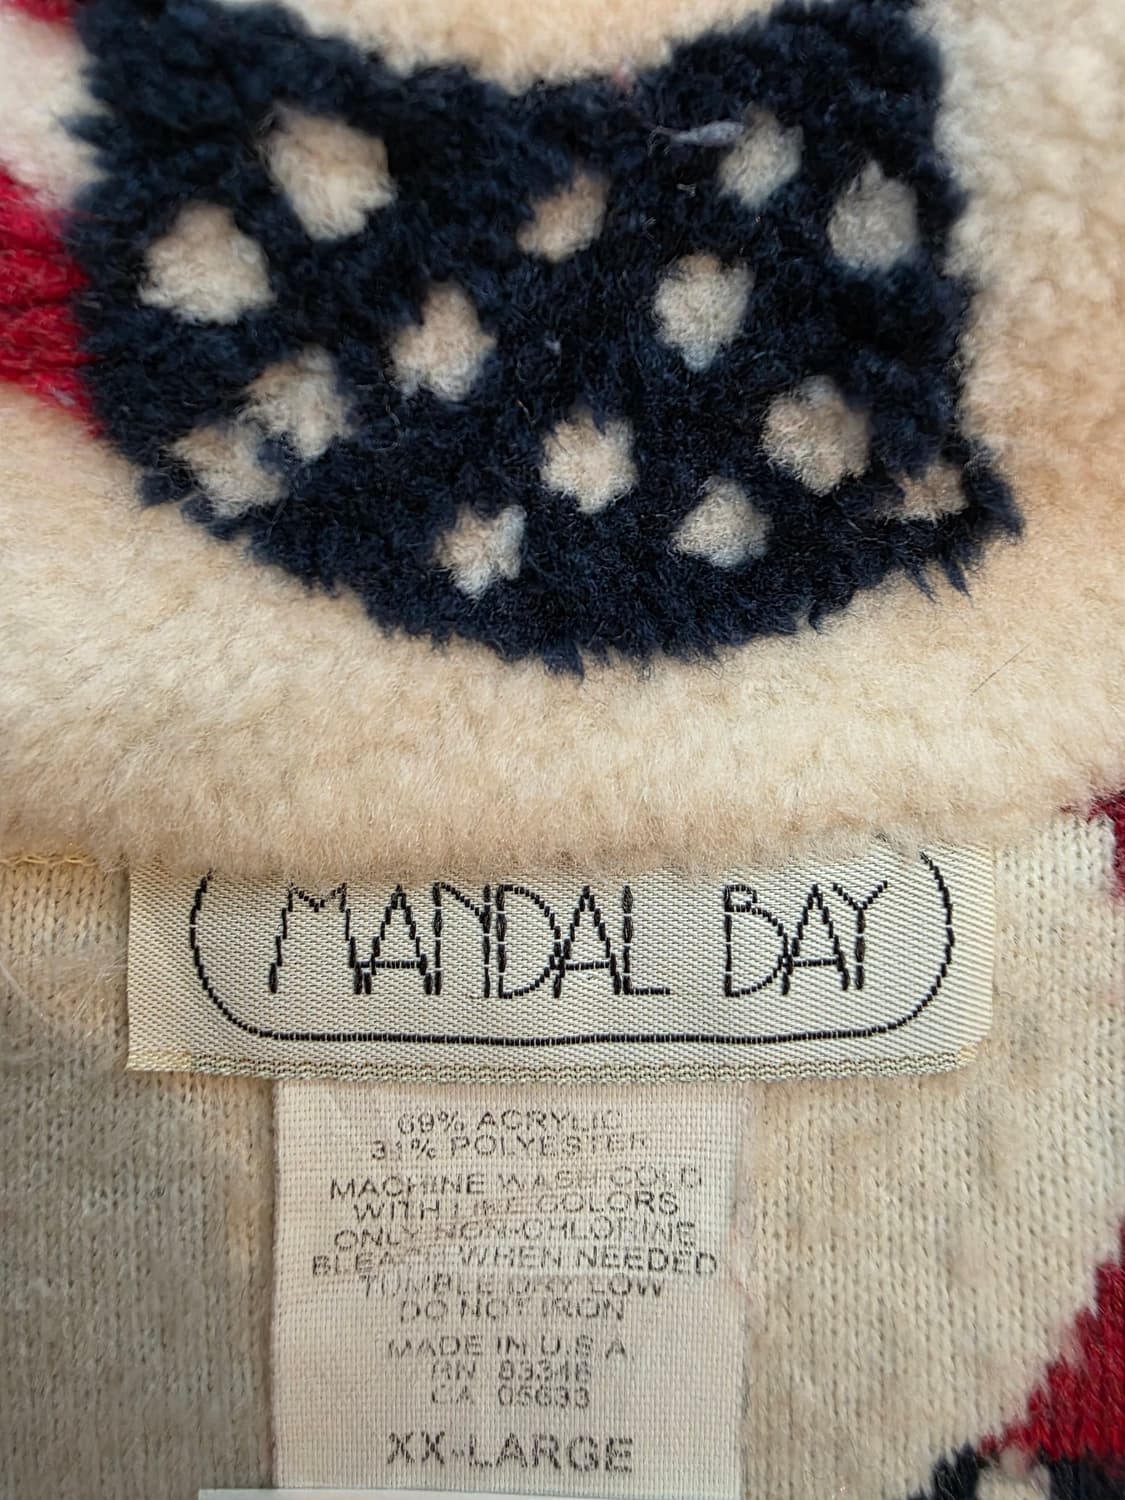 MANDAL BAY
69% ACRYLIC
31% POLYESTER
MACHINE WASH COLD
WITH LIKE COLORS
ONLY NON-CHLORINE
BLEACH WHEN NEEDED
TUMBLE DRY LOW
DO NOT IRON
MADE IN U.S.A
RN 83346
CA 05633
XX-LARGE